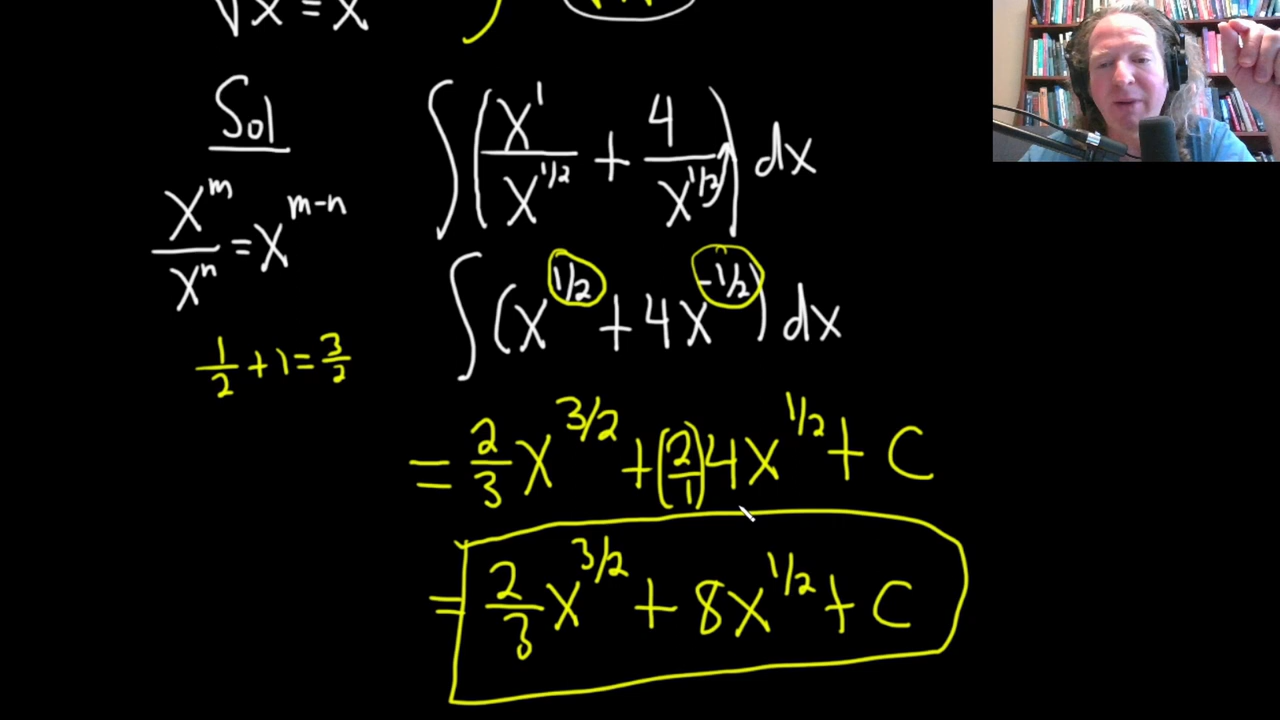 √x = x
Sol
∫(x^1/x^1/2 + 4/x^1/2) dx
x^m/x^n = x^m-n
∫(x^1/2 + 4x^-1/2) dx
1/2 + 1 = 3/2
= 2/3 x^3/2 + (2/1)4x^1/2 + C
= 2/3 x^3/2 + 8x^1/2 + C